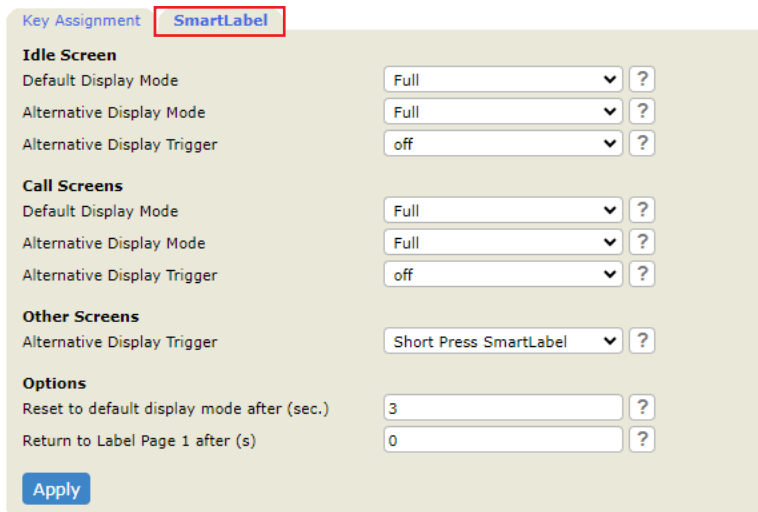 Key Assignment SmartLabel
Idle Screen
Default Display Mode Full ?
Alternative Display Mode Full ?
Alternative Display Trigger off ?
Call Screens
Default Display Mode Full ?
Alternative Display Mode Full ?
Alternative Display Trigger off ?
Other Screens
Alternative Display Trigger Short Press SmartLabel ?
Options
Reset to default display mode after (sec.) 3 ?
Return to Label Page 1 after (s) 0 ?
Apply